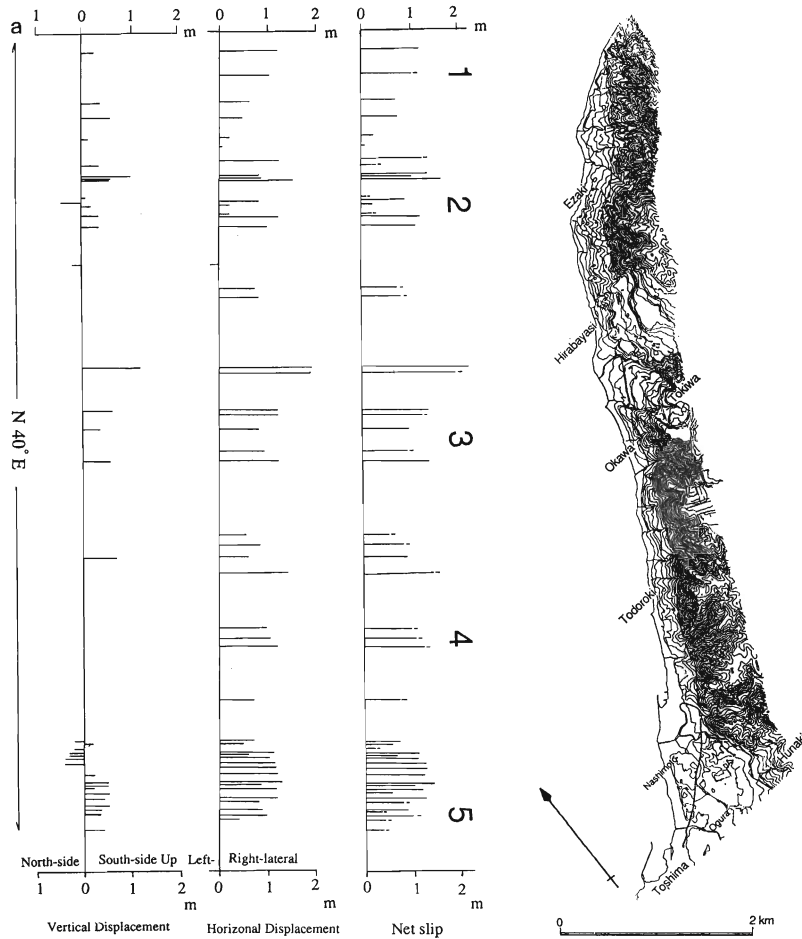 a
1 0 1 2 m
0 1 2 m
0 1 2 m
N 40° E
1
2
3
4
5
North-side South-side Up
Left- Right-lateral
1 0 1 2 m
0 1 2 m
0 1 2 m
Vertical Displacement
Horizonal Displacement
Net slip
Ezaki
Hirabayasi
Tokiwa
Okawa
Todoroki
Nashimoto
Ogura
Toshima
0 2 km